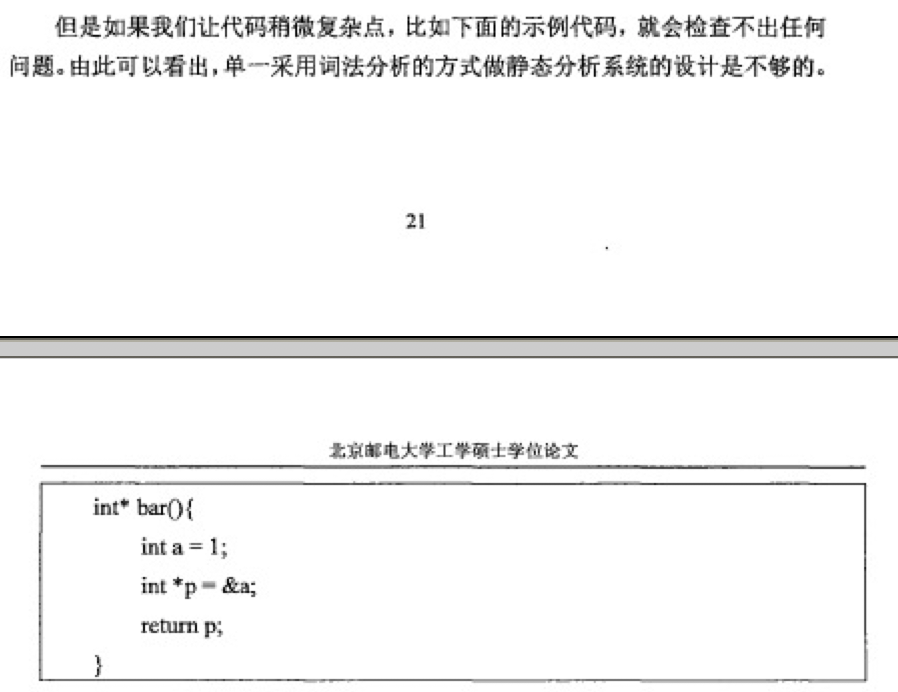 但是如果我们让代码稍微复杂点，比如下面的示例代码，就会检查不出任何
问题。由此可以看出，单一采用词法分析的方式做静态分析系统的设计是不够的。
21
北京邮电大学工学硕士学位论文
int* bar(){
int a = 1;
int *p = &a;
return p;
}